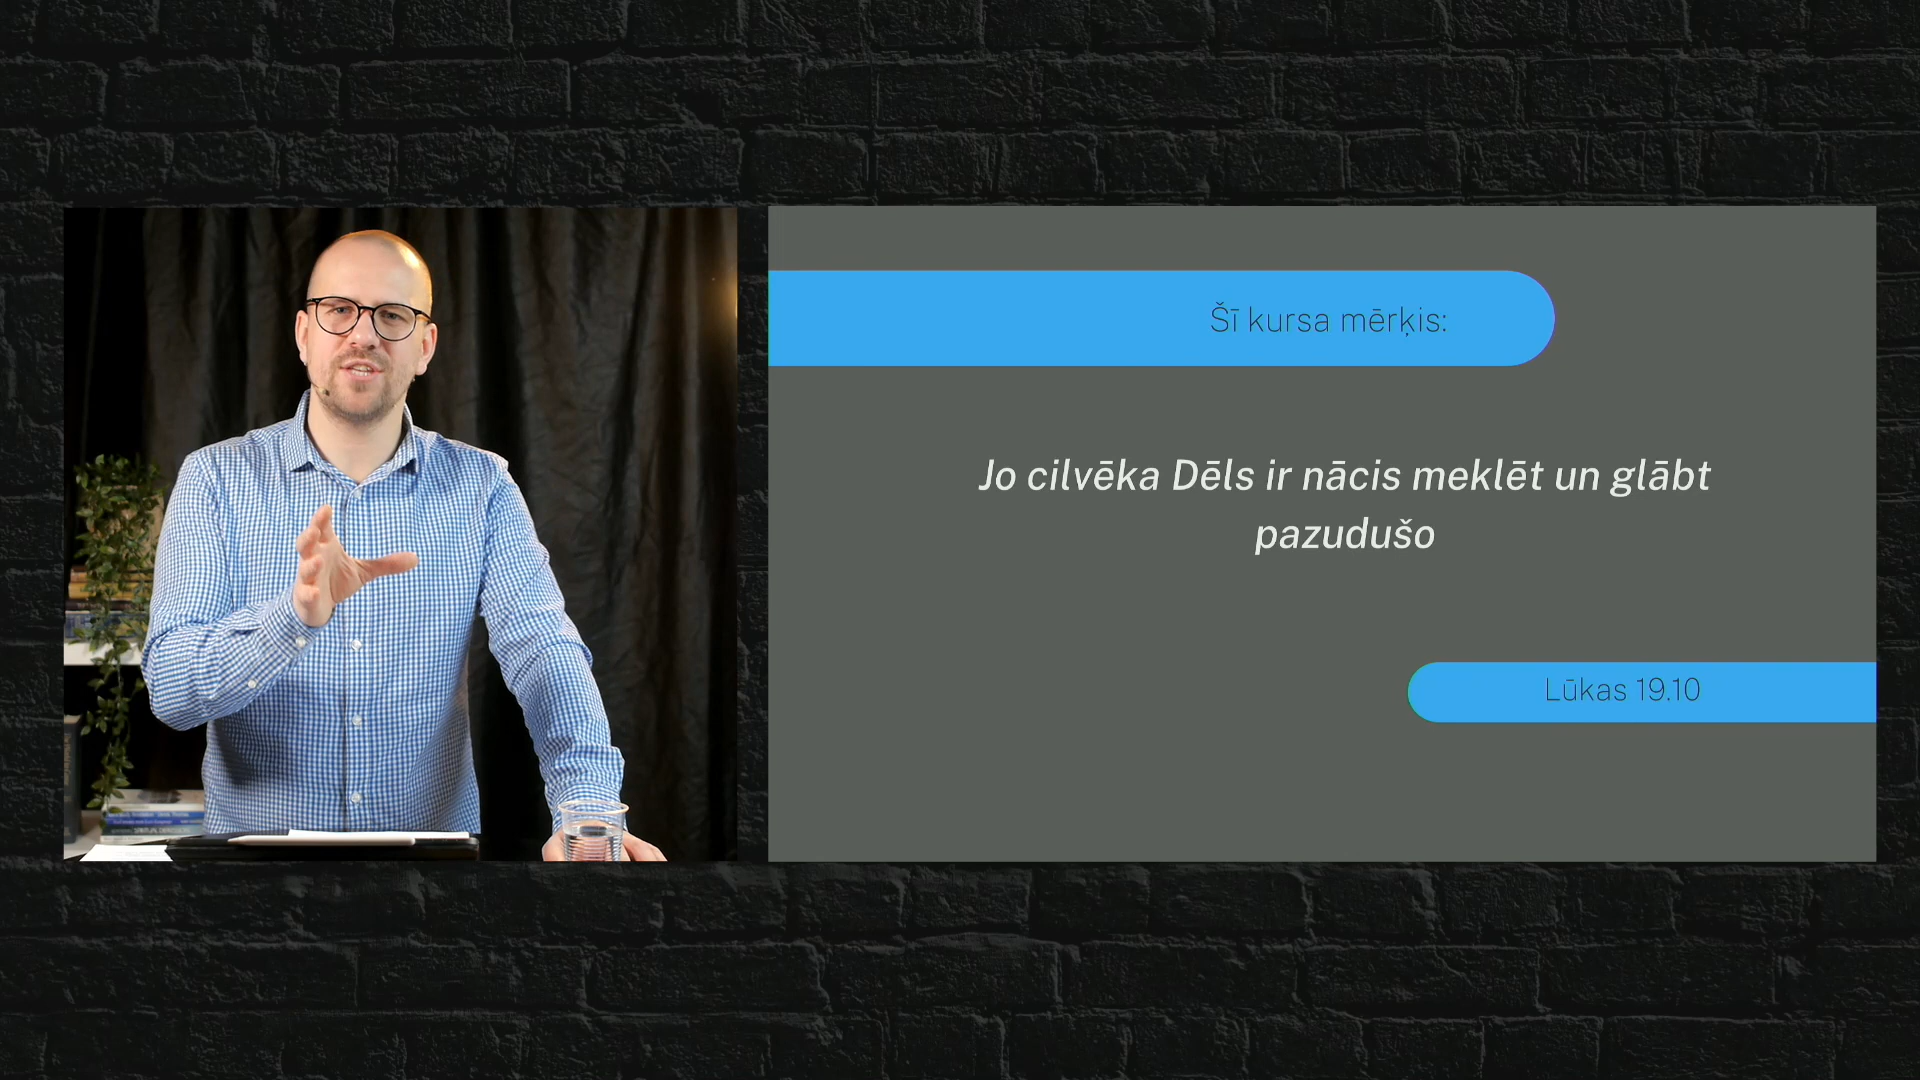 Šī kursa mērķis:
Jo cilvēka Dēls ir nācis meklēt un glābt
pazudušo
Lūkas 19.10